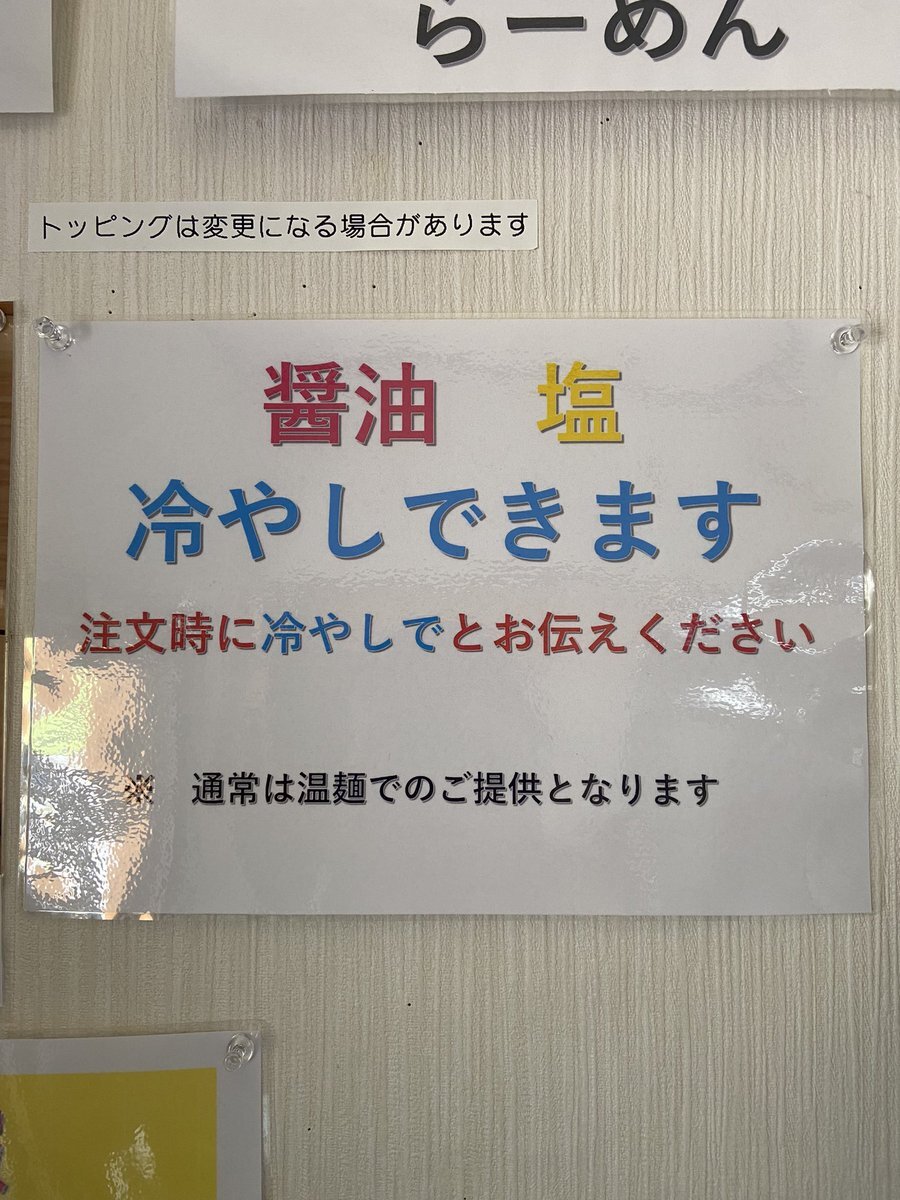 らーめん
トッピングは変更になる場合があります
醤油　塩
冷やしできます
注文時に冷やしでとお伝えください
※　通常は温麺でのご提供となります